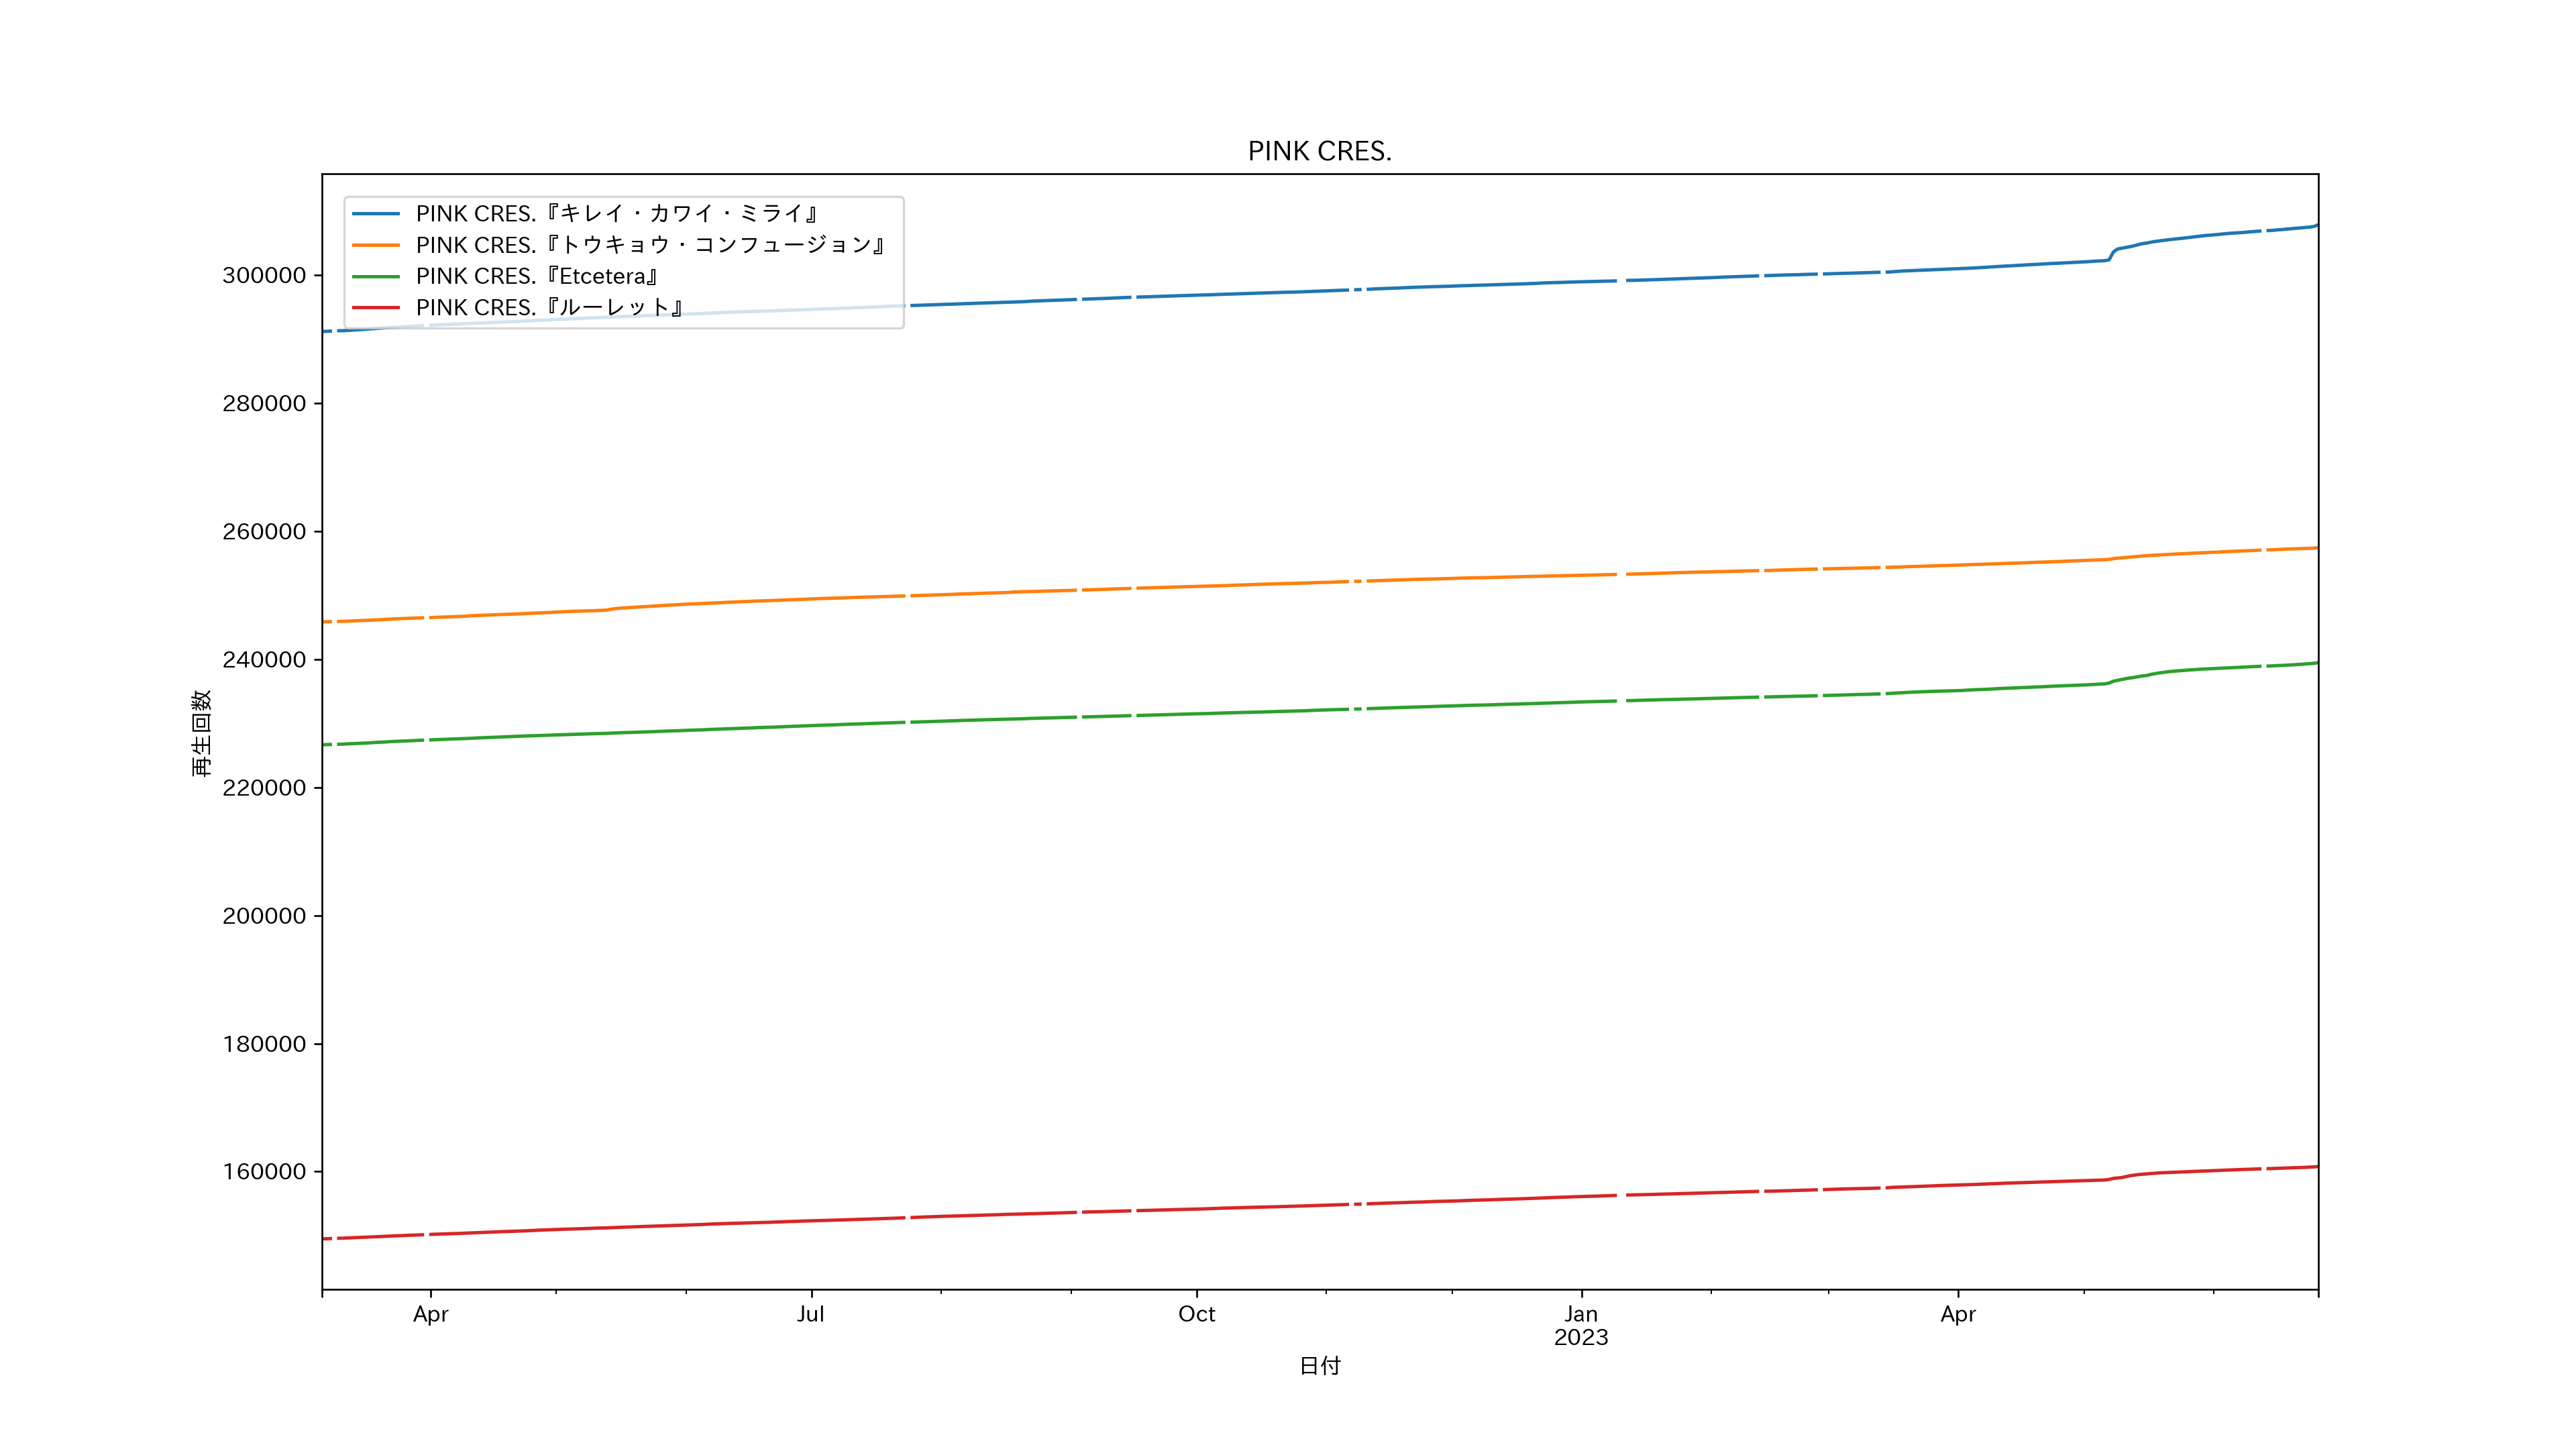 PINK CRES.
PINK CRES.『キレイ・カワイ・ミライ』
PINK CRES.『トウキョウ・コンフュージョン』
PINK CRES.『Etcetera』
PINK CRES.『ルーレット』
300000
280000
260000
240000
220000
200000
180000
160000
再生回数
Apr
Jul
Oct
Jan
2023
Apr
日付